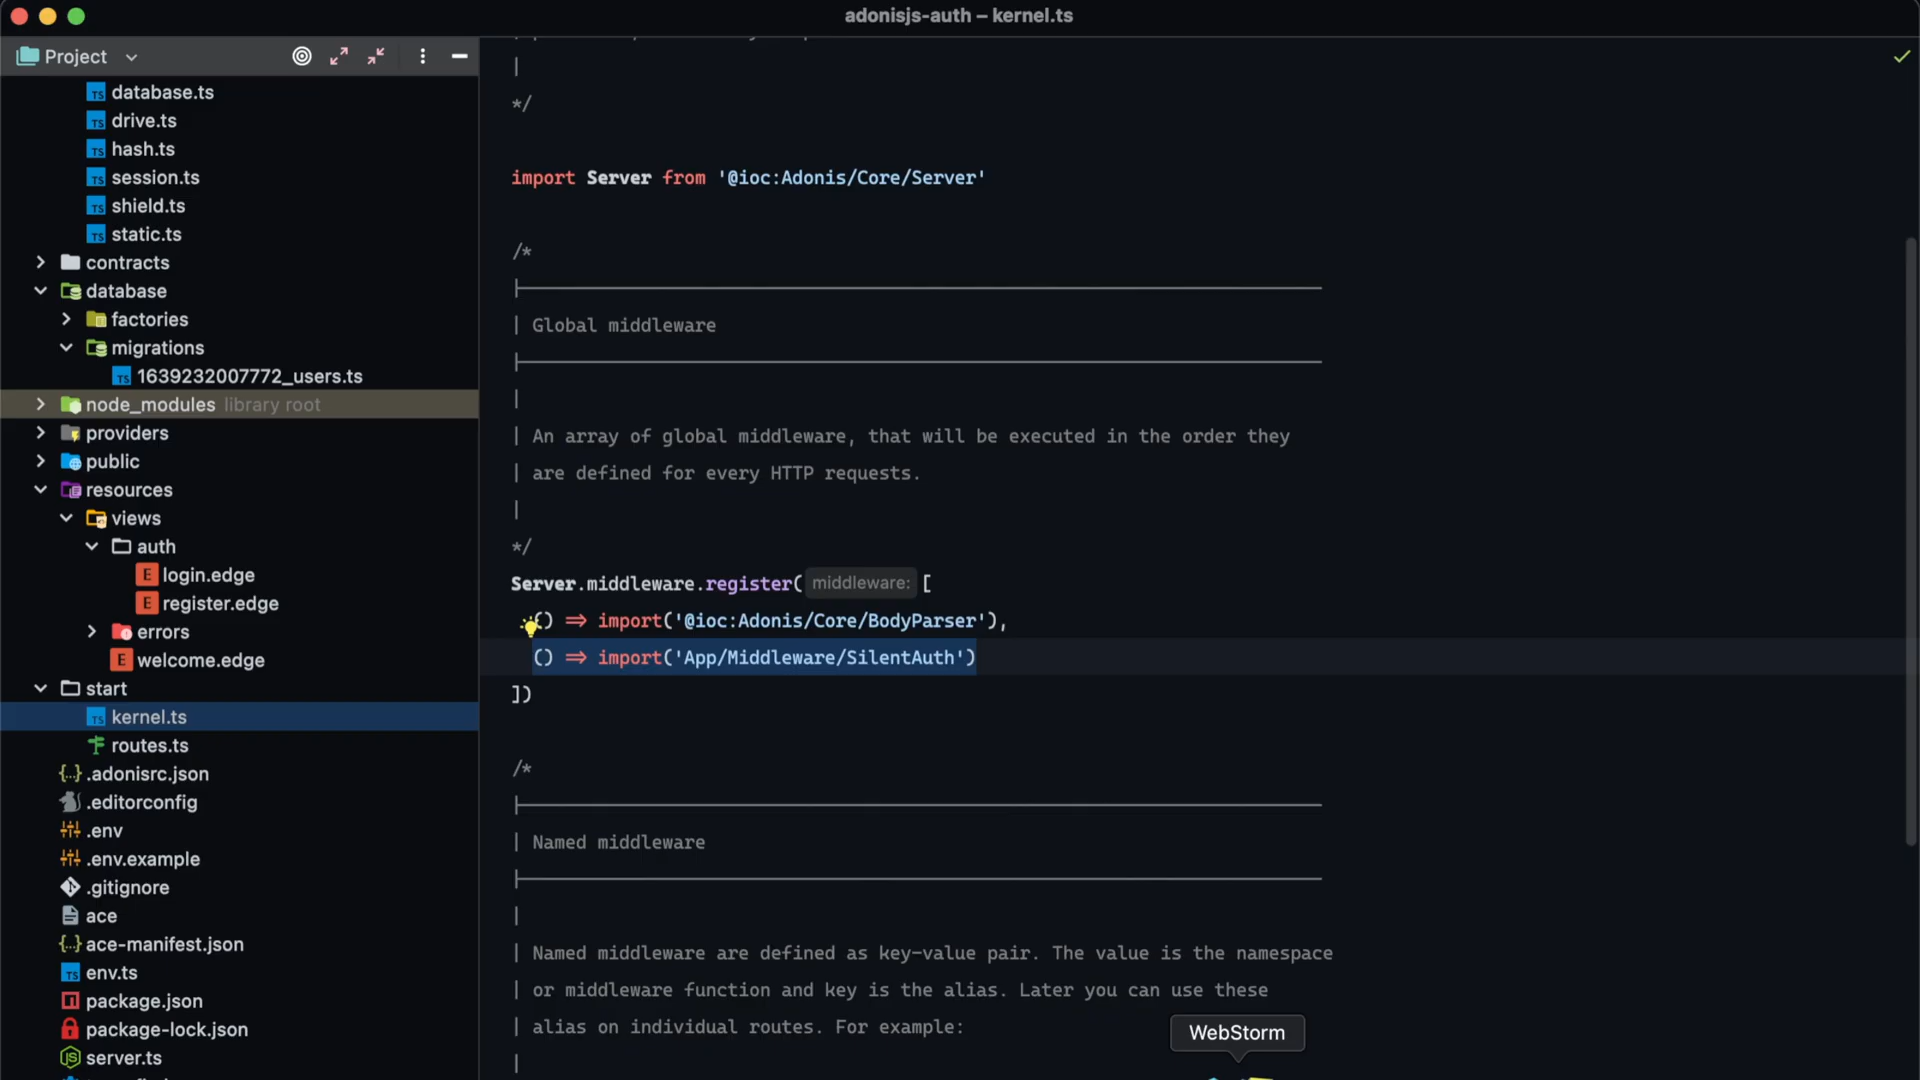 adonisjs-auth – kernel.ts
Project
database.ts
drive.ts
hash.ts
session.ts
shield.ts
static.ts
contracts
database
factories
migrations
1639232007772_users.ts
node_modules library root
providers
public
resources
views
auth
login.edge
register.edge
errors
welcome.edge
start
kernel.ts
routes.ts
.adonisrc.json
.editorconfig
.env
.env.example
.gitignore
ace
ace-manifest.json
env.ts
package.json
package-lock.json
server.ts
|
*/
import Server from '@ioc:Adonis/Core/Server'
/*
| Global middleware
|
| An array of global middleware, that will be executed in the order they
| are defined for every HTTP requests.
|
*/
Server.middleware.register( middleware: [
() => import('@ioc:Adonis/Core/BodyParser'),
() => import('App/Middleware/SilentAuth')
])
/*
| Named middleware
|
| Named middleware are defined as key-value pair. The value is the namespace
| or middleware function and key is the alias. Later you can use these
| alias on individual routes. For example:
|
WebStorm